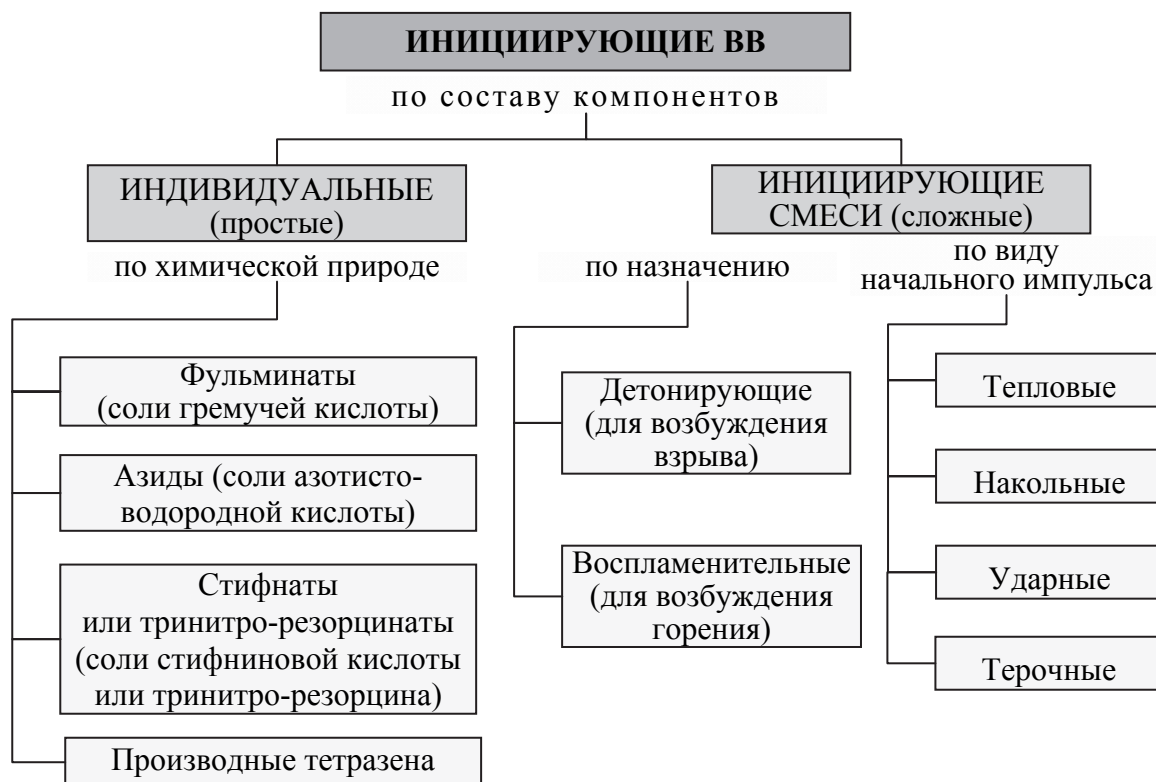 ИНИЦИИРУЮЩИЕ ВВ
по составу компонентов
ИНДИВИДУАЛЬНЫЕ
(простые)
по химической природе
Фульминаты
(соли гремучей кислоты)
Азиды (соли азотисто-
водородной кислоты)
Стифнаты
или тринитро-резорцинаты
(соли стифниновой кислоты
или тринитро-резорцина)
Производные тетразена
ИНИЦИИРУЮЩИЕ
СМЕСИ (сложные)
по назначению
Детонирующие
(для возбуждения
взрыва)
Воспламенительные
(для возбуждения
горения)
по виду
начального импульса
Тепловые
Накольные
Ударные
Терочные